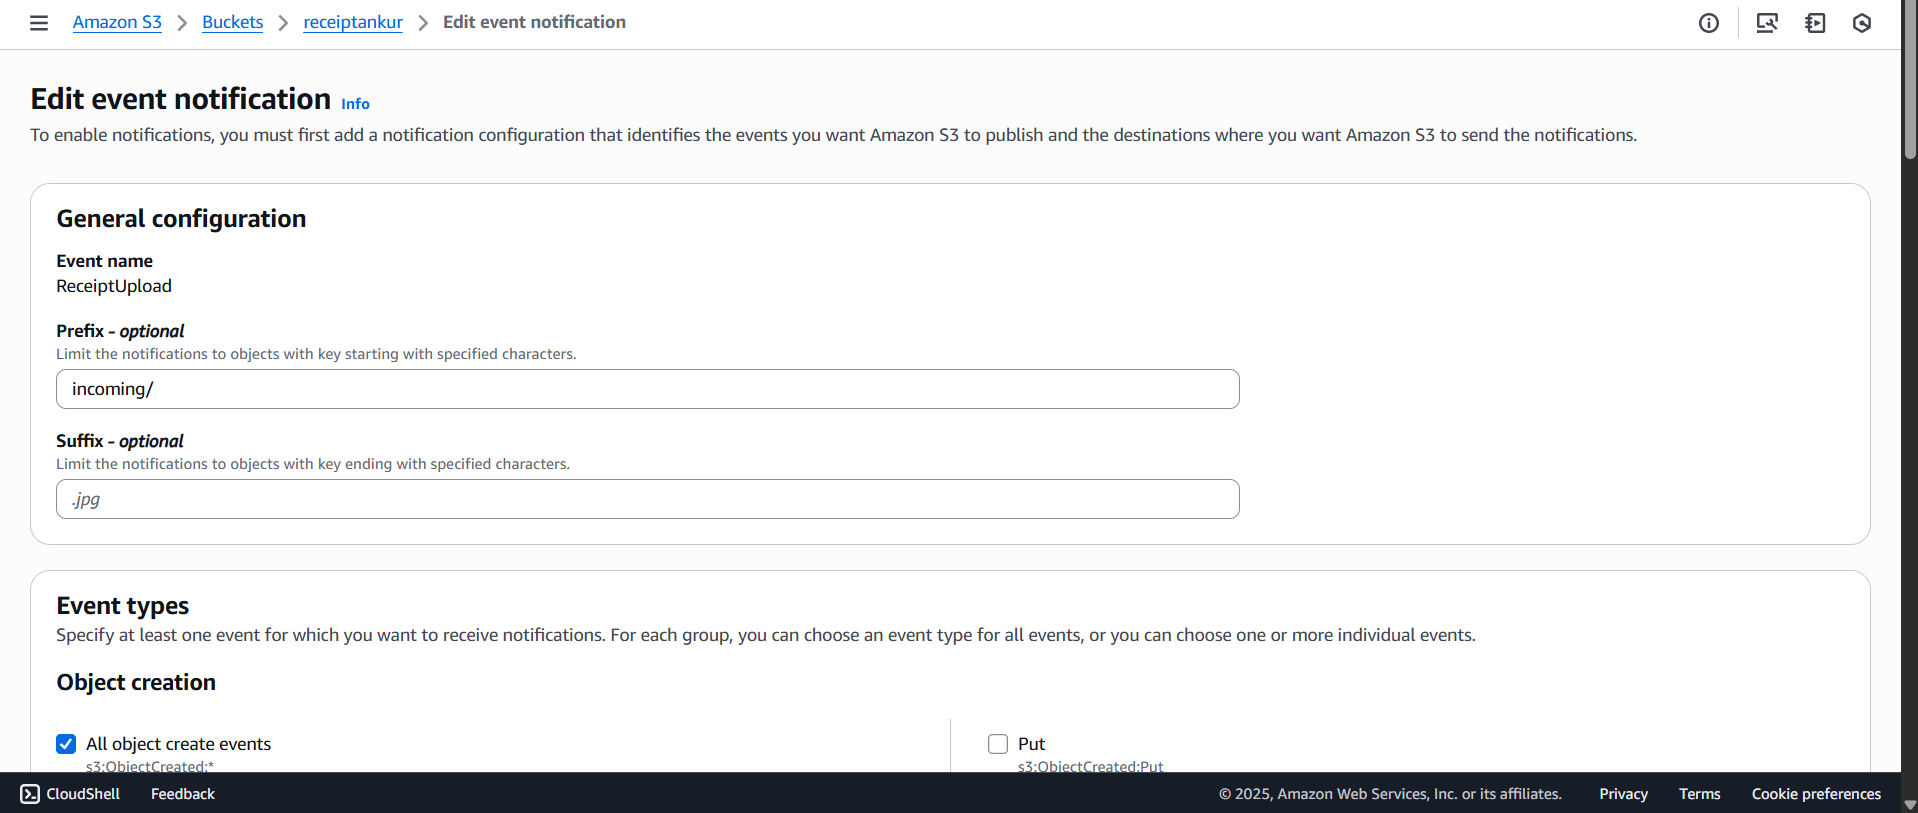 Amazon S3 > Buckets > receiptankur > Edit event notification
Edit event notification Info
To enable notifications, you must first add a notification configuration that identifies the events you want Amazon S3 to publish and the destinations where you want Amazon S3 to send the notifications.
General configuration
Event name
ReceiptUpload
Prefix - optional
Limit the notifications to objects with key starting with specified characters.
incoming/
Suffix - optional
Limit the notifications to objects with key ending with specified characters.
.jpg
Event types
Specify at least one event for which you want to receive notifications. For each group, you can choose an event type for all events, or you can choose one or more individual events.
Object creation
All object create events
s3:ObjectCreated:*
Put
s3:ObjectCreated:Put
CloudShell Feedback © 2025, Amazon Web Services, Inc. or its affiliates. Privacy Terms Cookie preferences